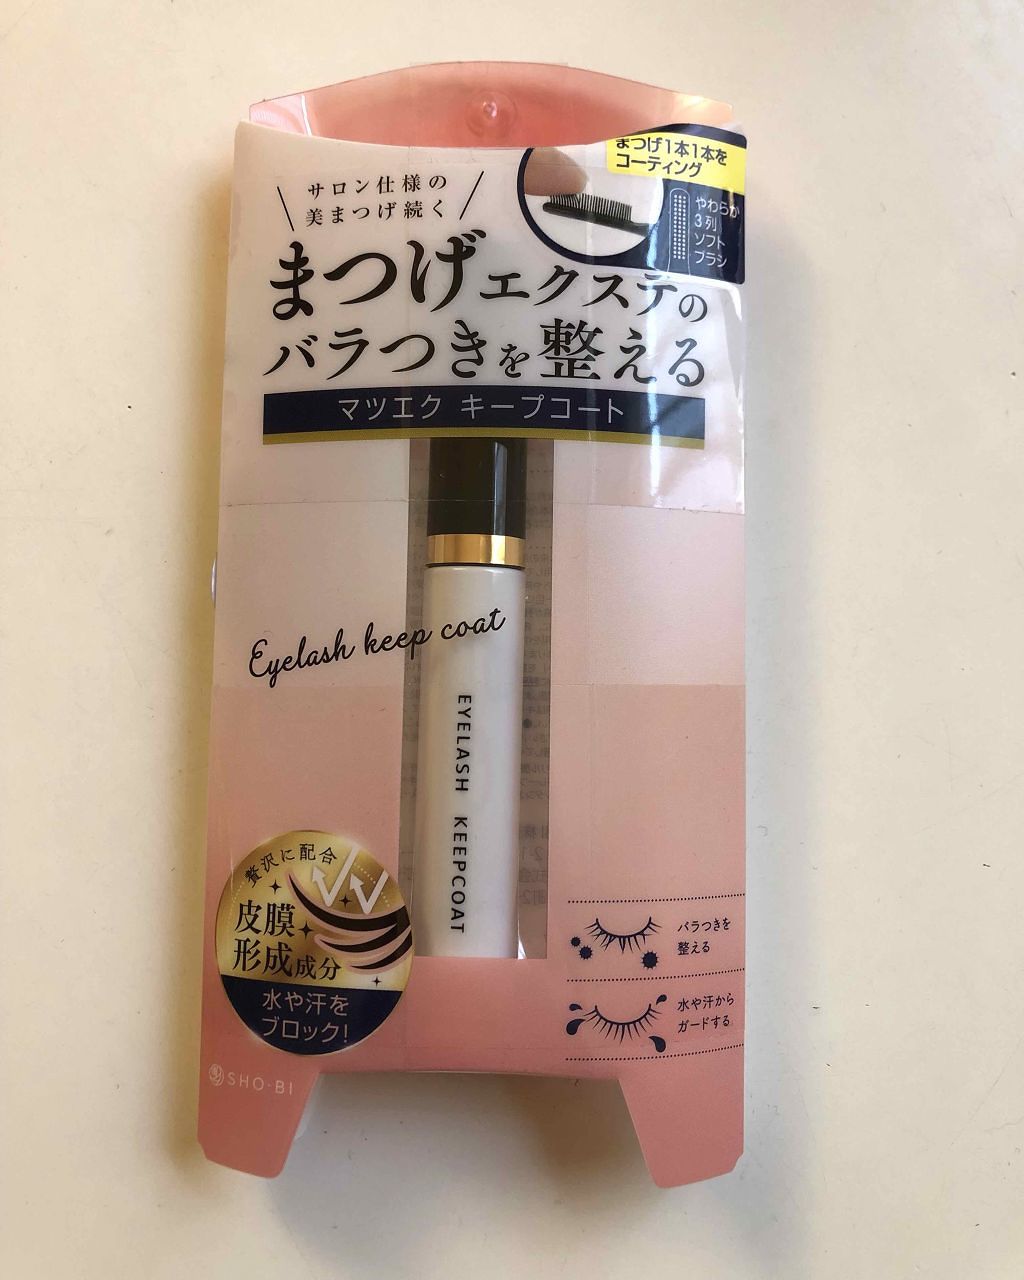 まつげ1本1本を
コーティング
やわらか
3列
ソフト
ブラシ
サロン仕様の
美まつげ続く
まつげエクステの
バラつきを整える
マツエク キープコート
Eyelash keep coat
EYELASH KEEPCOAT
贅沢に配合
皮膜
形成成分
水や汗を
ブロック!
バラつきを
整える
水や汗から
ガードする
SHO-BI